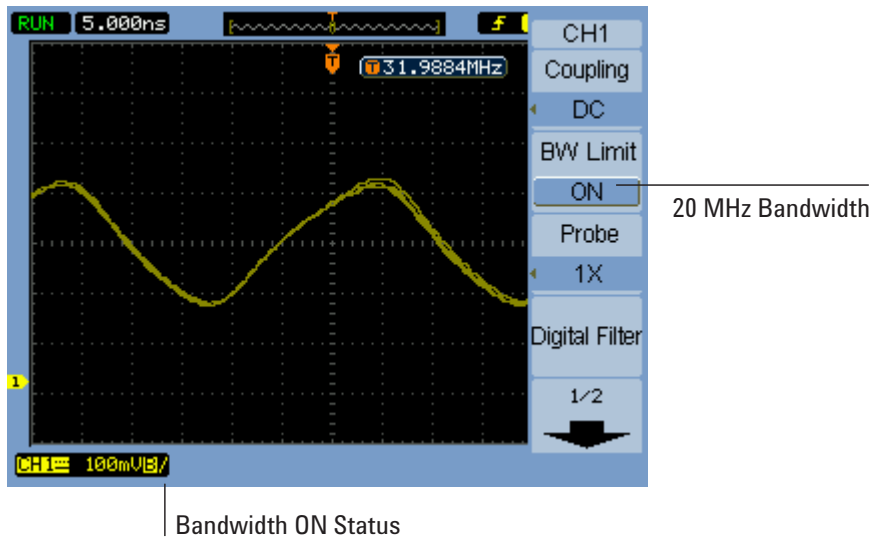 RUN 5.000ns
T
T 31.9884MHz
CH1
Coupling
DC
BW Limit
ON
20 MHz Bandwidth
Probe
1X
Digital Filter
1/2
1
CH1 100mVB/
Bandwidth ON Status